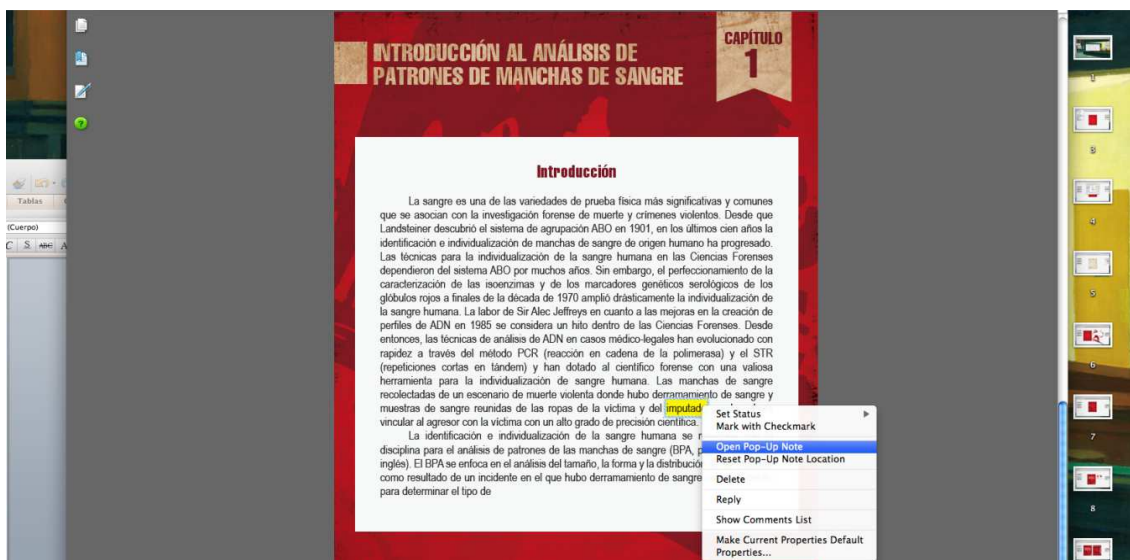 INTRODUCCIÓN AL ANÁLISIS DE
PATRONES DE MANCHAS DE SANGRE
CAPÍTULO
1
Introducción
La sangre es una de las variedades de prueba física más significativas y comunes
que se asocian con la investigación forense de muerte y crímenes violentos. Desde que
Landsteiner descubrió el sistema de agrupación ABO en 1901, en los últimos cien años la
identificación e individualización de manchas de sangre de origen humano ha progresado.
Las técnicas para la individualización de la sangre humana en las Ciencias Forenses
dependieron del sistema ABO por muchos años. Sin embargo, el perfeccionamiento de la
caracterización de las isoenzimas y de los marcadores genéticos serológicos de los
glóbulos rojos a finales de la década de 1970 amplió drásticamente la individualización de
la sangre humana. La labor de Sir Alec Jeffreys en cuanto a las mejoras en la creación de
perfiles de ADN en 1985 se considera un hito dentro de las Ciencias Forenses. Desde
entonces, las técnicas de análisis de ADN en casos médico-legales han evolucionado con
rapidez a través del método PCR (reacción en cadena de la polimerasa) y el STR
(repeticiones cortas en tándem) y han dotado al científico forense con una valiosa
herramienta para la individualización de sangre humana. Las manchas de sangre
recolectadas de un escenario de muerte violenta donde hubo derramamiento de sangre y
muestras de sangre reunidas de las ropas de la víctima y del imputado
vincular al agresor con la víctima con un alto grado de precisión científica.
La identificación e individualización de la sangre humana se
disciplina para el análisis de patrones de las manchas de sangre (BPA,
inglés). El BPA se enfoca en el análisis del tamaño, la forma y la distribución
como resultado de un incidente en el que hubo derramamiento de sangre
para determinar el tipo de
Set Status
Mark with Checkmark
Open Pop-Up Note
Reset Pop-Up Note Location
Delete
Reply
Show Comments List
Make Current Properties Default
Properties...
Tablas
(Cuerpo)
C S ABC A
1
3
4
5
6
7
8